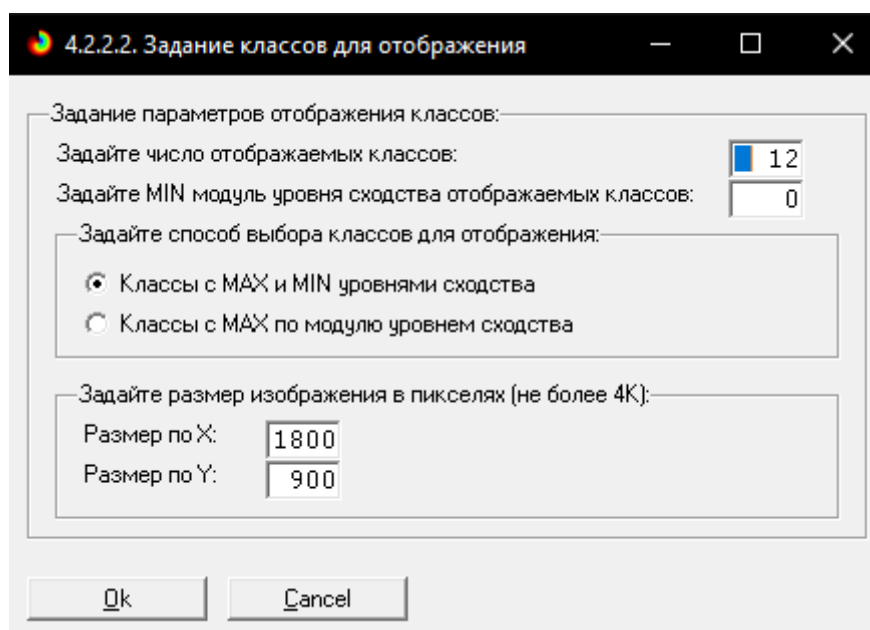 4.2.2.2. Задание классов для отображения
Задание параметров отображения классов:
Задайте число отображаемых классов: 12
Задайте MIN модуль уровня сходства отображаемых классов: 0
Задайте способ выбора классов для отображения:
Классы с MAX и MIN уровнями сходства
Классы с MAX по модулю уровнем сходства
Задайте размер изображения в пикселях (не более 4K):
Размер по X: 1800
Размер по Y: 900
Ok Cancel